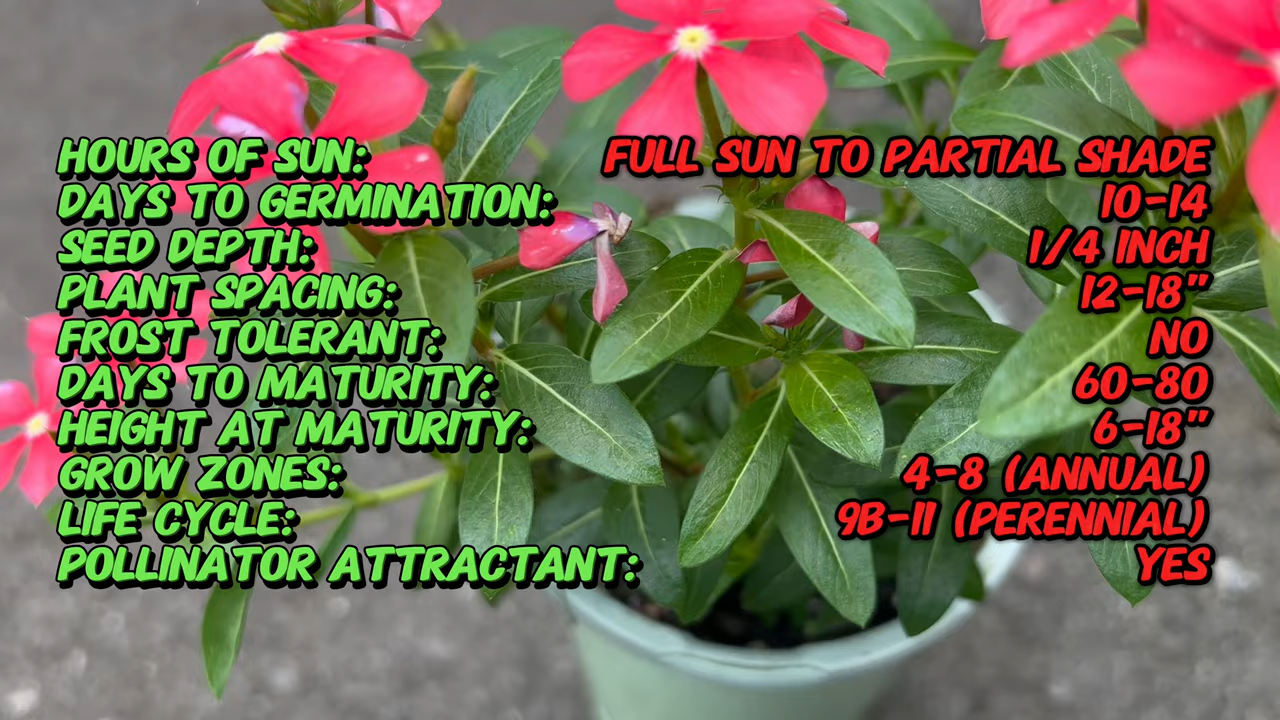 HOURS OF SUN: FULL SUN TO PARTIAL SHADE
DAYS TO GERMINATION: 10-14
SEED DEPTH: 1/4 INCH
PLANT SPACING: 12-18"
FROST TOLERANT: NO
DAYS TO MATURITY: 60-80
HEIGHT AT MATURITY: 6-18"
GROW ZONES: 4-8 (ANNUAL)
LIFE CYCLE: 9B-11 (PERENNIAL)
POLLINATOR ATTRACTANT: YES